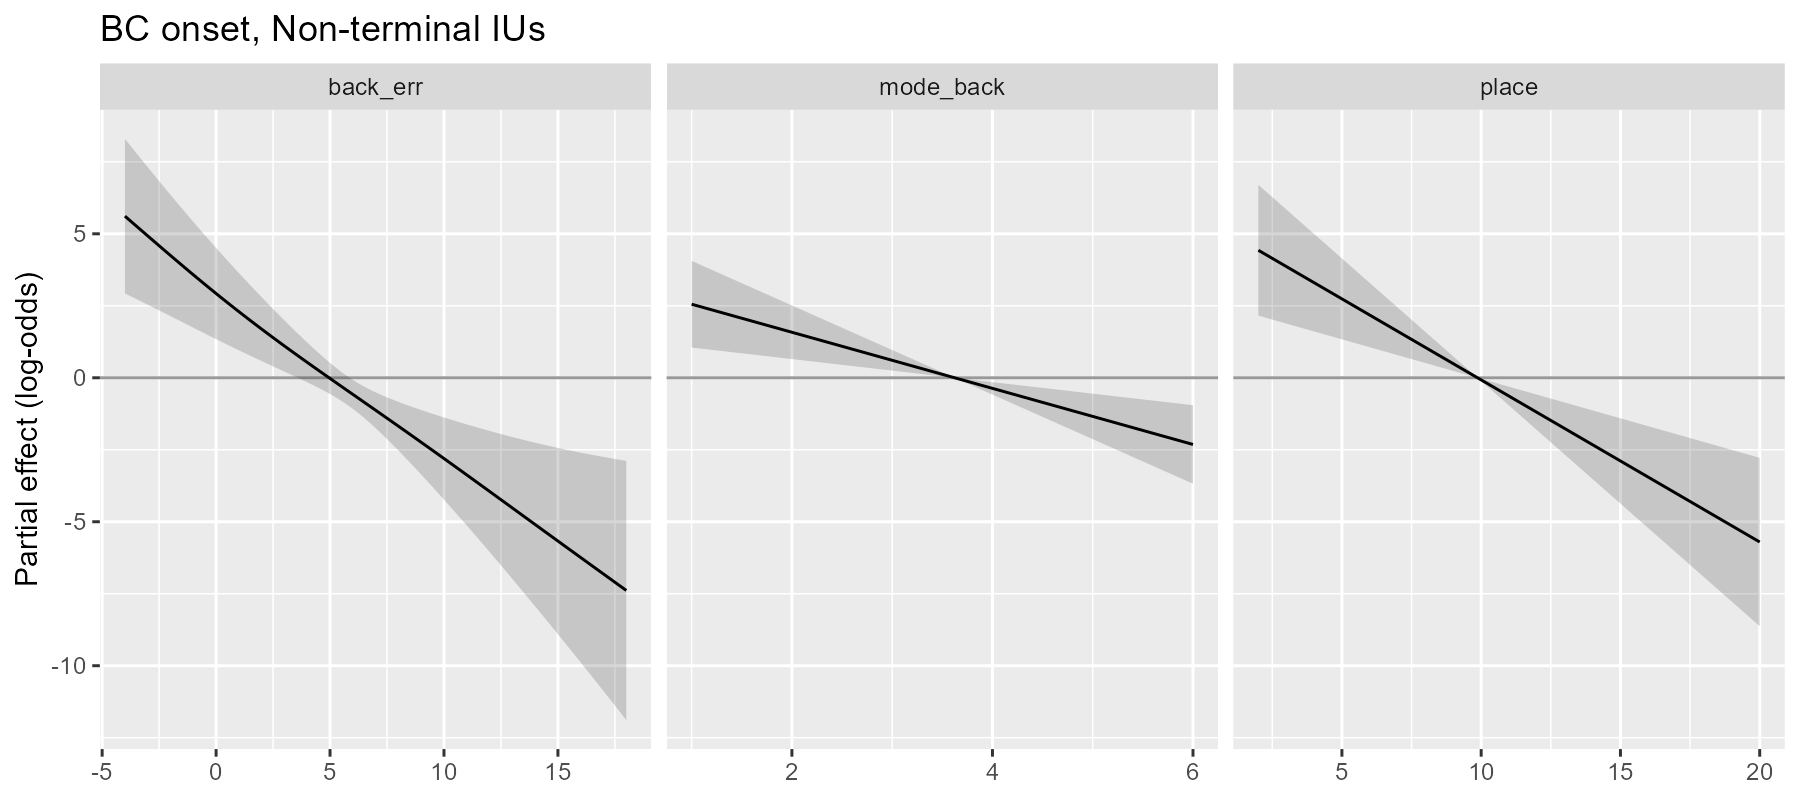 BC onset, Non-terminal IUs
back_err
mode_back
place
Partial effect (log-odds)
5
0
-5
-10
-5 0 5 10 15
2 4 6
5 10 15 20